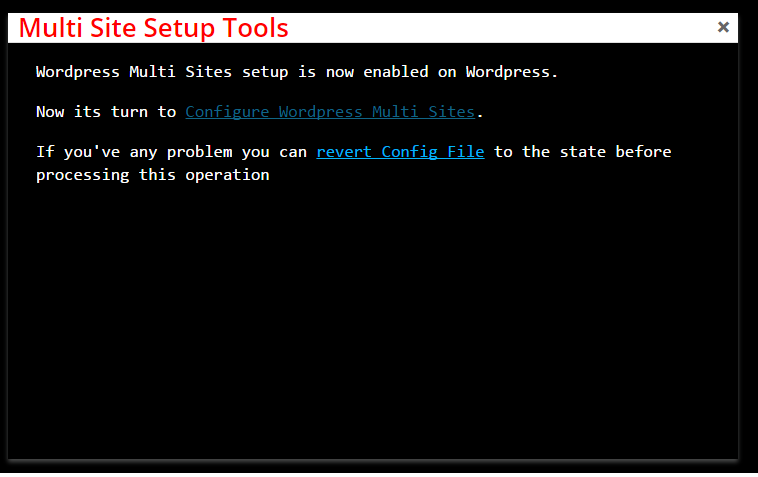 Multi Site Setup Tools
Wordpress Multi Sites setup is now enabled on Wordpress.
Now its turn to Configure Wordpress Multi Sites.
If you've any problem you can revert Config File to the state before
processing this operation